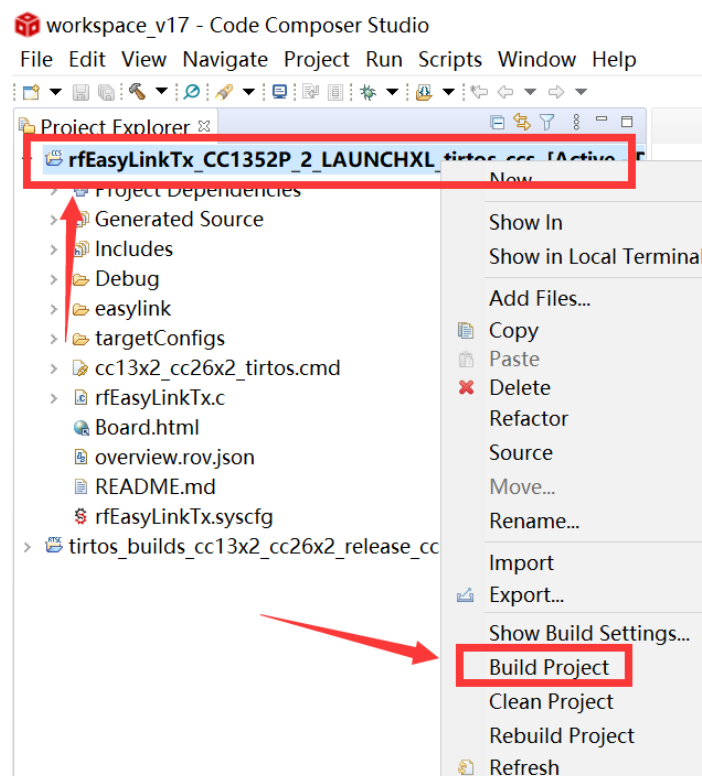 workspace_v17 - Code Composer Studio
File Edit View Navigate Project Run Scripts Window Help
Project Explorer
rfEasyLinkTx_CC1352P_2_LAUNCHXL_tirtos_ccs [Active - D
Project Dependencies
Generated Source
Includes
Debug
easylink
targetConfigs
cc13x2_cc26x2_tirtos.cmd
rfEasyLinkTx.c
Board.html
overview.rov.json
README.md
rfEasyLinkTx.syscfg
tirtos_builds_cc13x2_cc26x2_release_cc
New
Show In
Show in Local Terminal
Add Files...
Copy
Paste
Delete
Refactor
Source
Move...
Rename...
Import
Export...
Show Build Settings...
Build Project
Clean Project
Rebuild Project
Refresh